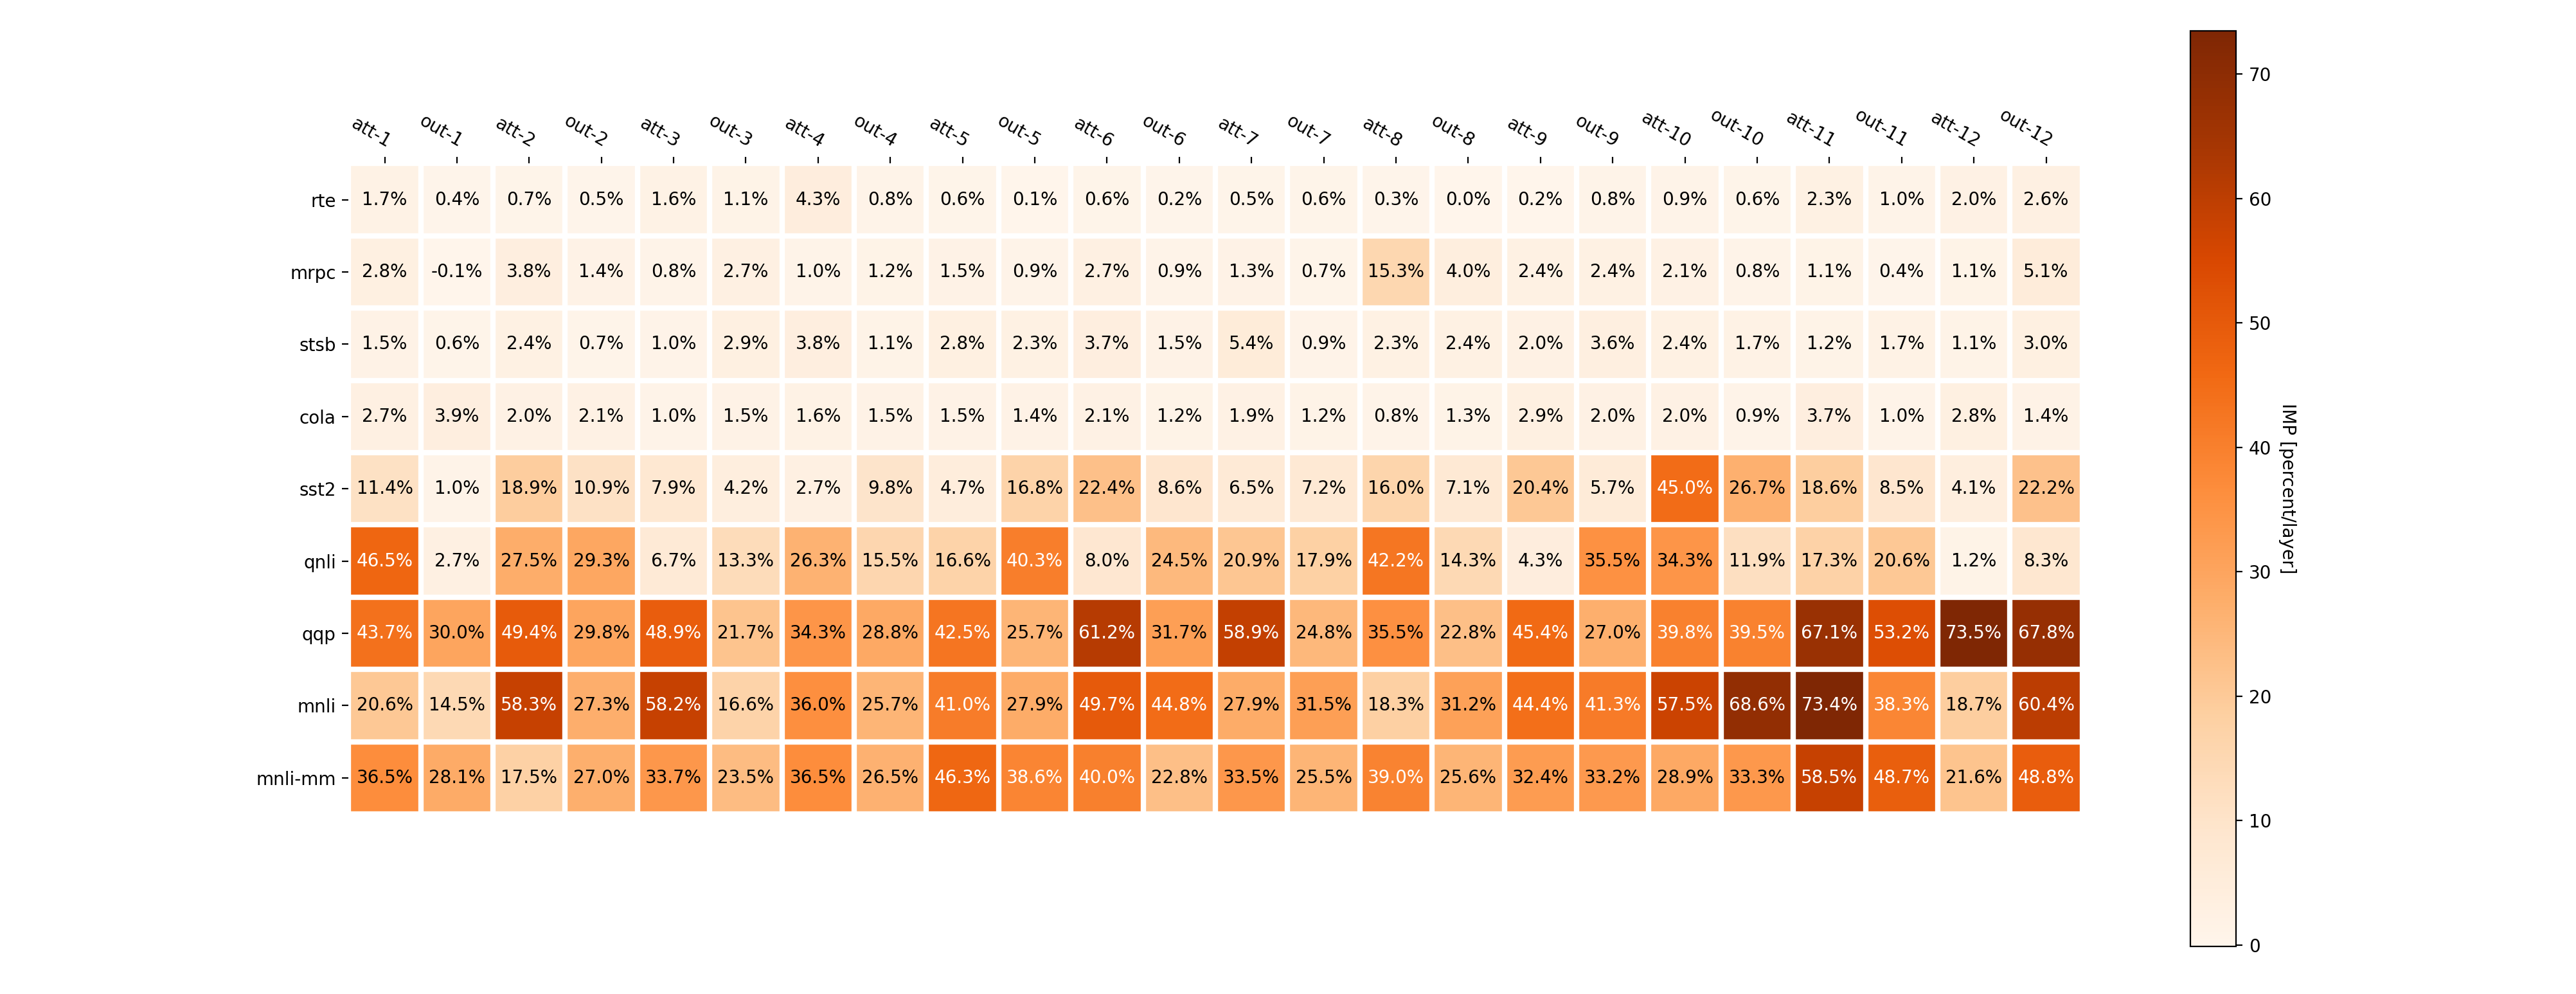 att-1 out-1 att-2 out-2 att-3 out-3 att-4 out-4 att-5 out-5 att-6 out-6 att-7 out-7 att-8 out-8 att-9 out-9 att-10 out-10 att-11 out-11 att-12 out-12
rte 1.7% 0.4% 0.7% 0.5% 1.6% 1.1% 4.3% 0.8% 0.6% 0.1% 0.6% 0.2% 0.5% 0.6% 0.3% 0.0% 0.2% 0.8% 0.9% 0.6% 2.3% 1.0% 2.0% 2.6%
mrpc 2.8% -0.1% 3.8% 1.4% 0.8% 2.7% 1.0% 1.2% 1.5% 0.9% 2.7% 0.9% 1.3% 0.7% 15.3% 4.0% 2.4% 2.4% 2.1% 0.8% 1.1% 0.4% 1.1% 5.1%
stsb 1.5% 0.6% 2.4% 0.7% 1.0% 2.9% 3.8% 1.1% 2.8% 2.3% 3.7% 1.5% 5.4% 0.9% 2.3% 2.4% 2.0% 3.6% 2.4% 1.7% 1.2% 1.7% 1.1% 3.0%
cola 2.7% 3.9% 2.0% 2.1% 1.0% 1.5% 1.6% 1.5% 1.5% 1.4% 2.1% 1.2% 1.9% 1.2% 0.8% 1.3% 2.9% 2.0% 2.0% 0.9% 3.7% 1.0% 2.8% 1.4%
sst2 11.4% 1.0% 18.9% 10.9% 7.9% 4.2% 2.7% 9.8% 4.7% 16.8% 22.4% 8.6% 6.5% 7.2% 16.0% 7.1% 20.4% 5.7% 45.0% 26.7% 18.6% 8.5% 4.1% 22.2%
qnli 46.5% 2.7% 27.5% 29.3% 6.7% 13.3% 26.3% 15.5% 16.6% 40.3% 8.0% 24.5% 20.9% 17.9% 42.2% 14.3% 4.3% 35.5% 34.3% 11.9% 17.3% 20.6% 1.2% 8.3%
qqp 43.7% 30.0% 49.4% 29.8% 48.9% 21.7% 34.3% 28.8% 42.5% 25.7% 61.2% 31.7% 58.9% 24.8% 35.5% 22.8% 45.4% 27.0% 39.8% 39.5% 67.1% 53.2% 73.5% 67.8%
mnli 20.6% 14.5% 58.3% 27.3% 58.2% 16.6% 36.0% 25.7% 41.0% 27.9% 49.7% 44.8% 27.9% 31.5% 18.3% 31.2% 44.4% 41.3% 57.5% 68.6% 73.4% 38.3% 18.7% 60.4%
mnli-mm 36.5% 28.1% 17.5% 27.0% 33.7% 23.5% 36.5% 26.5% 46.3% 38.6% 40.0% 22.8% 33.5% 25.5% 39.0% 25.6% 32.4% 33.2% 28.9% 33.3% 58.5% 48.7% 21.6% 48.8%
70
60
50
40
30
20
10
0
IMP [percent/layer]